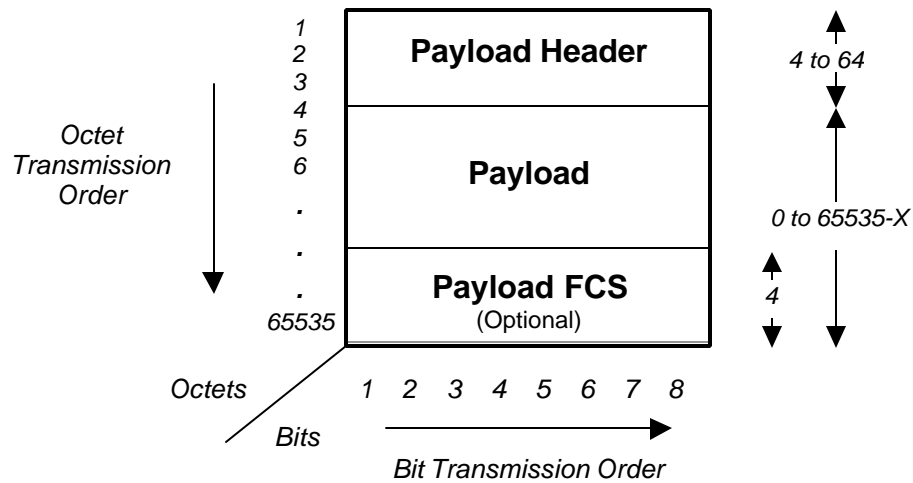 1
2
3
4
5
6
.
.
.
65535
Octet
Transmission
Order
Payload Header
Payload
Payload FCS
(Optional)
4 to 64
0 to 65535-X
4
Octets
Bits
1 2 3 4 5 6 7 8
Bit Transmission Order